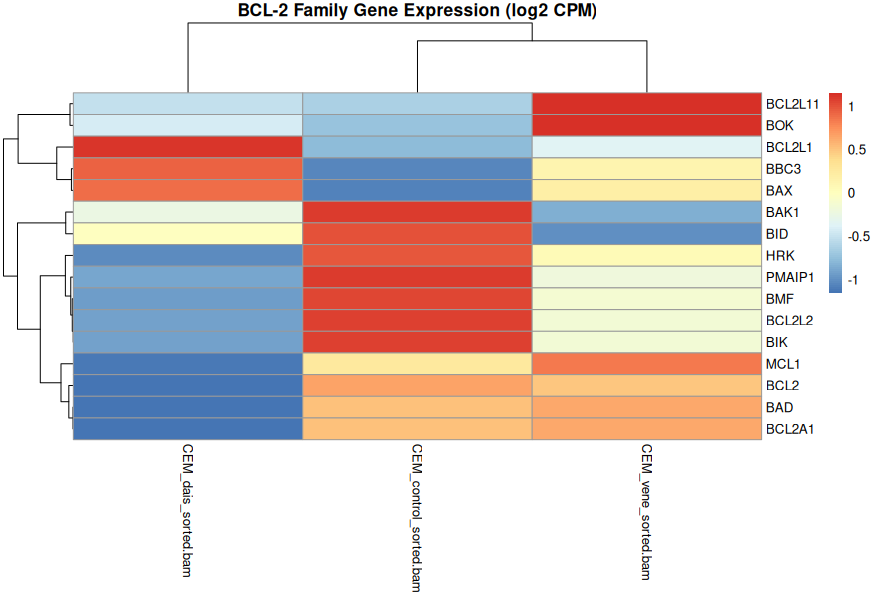 BCL-2 Family Gene Expression (log2 CPM)
BCL2L11
BOK
BCL2L1
BBC3
BAX
BAK1
BID
HRK
PMAIP1
BMF
BCL2L2
BIK
MCL1
BCL2
BAD
BCL2A1
1
0.5
0
-0.5
-1
CEM_dais_sorted.bam
CEM_control_sorted.bam
CEM_vene_sorted.bam